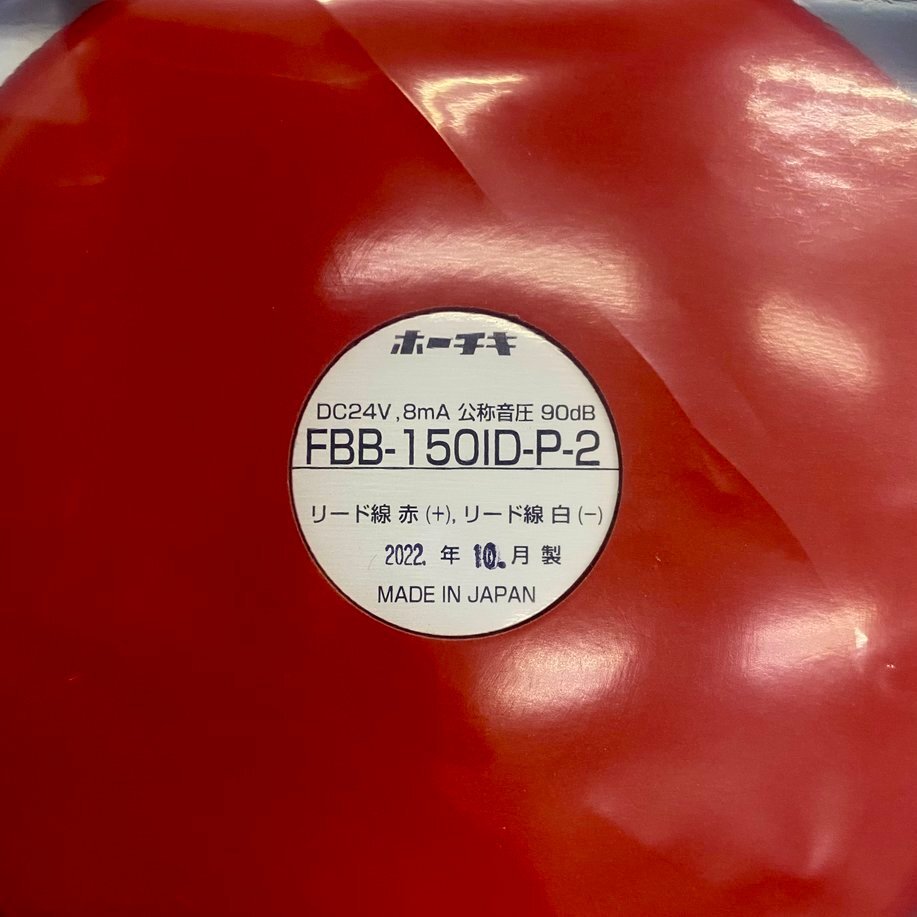 ホーチキ
DC24V,8mA 公称音圧 90dB
FBB-150ID-P-2
リード線 赤(+),リード線 白(−)
2022.年 10.月 製
MADE IN JAPAN